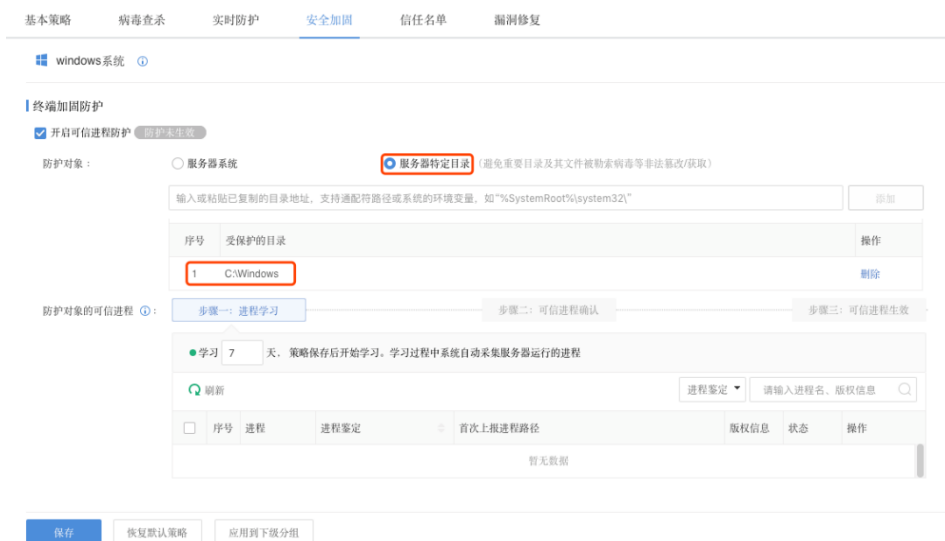 基本策略 病毒查杀 实时防护 安全加固 信任名单 漏洞修复
windows系统
终端加固防护
开启可信进程防护 防护未生效
防护对象： 服务器系统 服务器特定目录（避免重要目录及其文件被勒索病毒等非法篡改/获取）
输入或粘贴已复制的目录地址，支持通配符路径或系统的环境变量，如"%SystemRoot%\system32\" 添加
序号 受保护的目录 操作
1 C:\Windows 删除
防护对象的可信进程 ： 步骤一：进程学习 步骤二：可信进程确认 步骤三：可信进程生效
学习 7 天． 策略保存后开始学习。学习过程中系统自动采集服务器运行的进程
刷新 进程鉴定 请输入进程名、版权信息
序号 进程 进程鉴定 首次上报进程路径 版权信息 状态 操作
暂无数据
保存 恢复默认策略 应用到下级分组